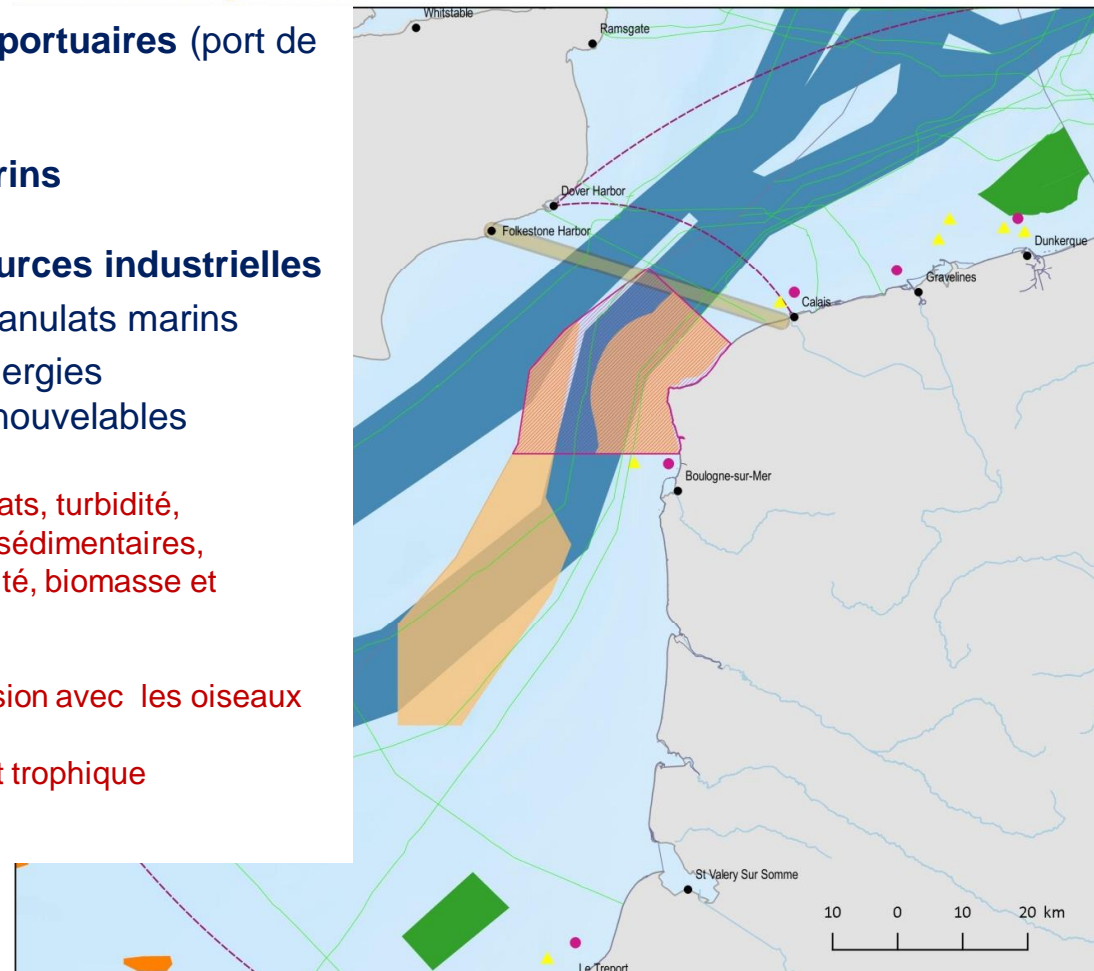 portuaires (port de
rins
urces industrielles
anulats marins
ergies
nouvelables
ats, turbidité,
sédimentaires,
té, biomasse et
sion avec les oiseaux
t trophique
Whitstable
Ramsgate
Dover Harbor
Folkestone Harbor
Dunkerque
Gravelines
Calais
Boulogne-sur-Mer
St Valery Sur Somme
10 0 10 20 km
Le Treport